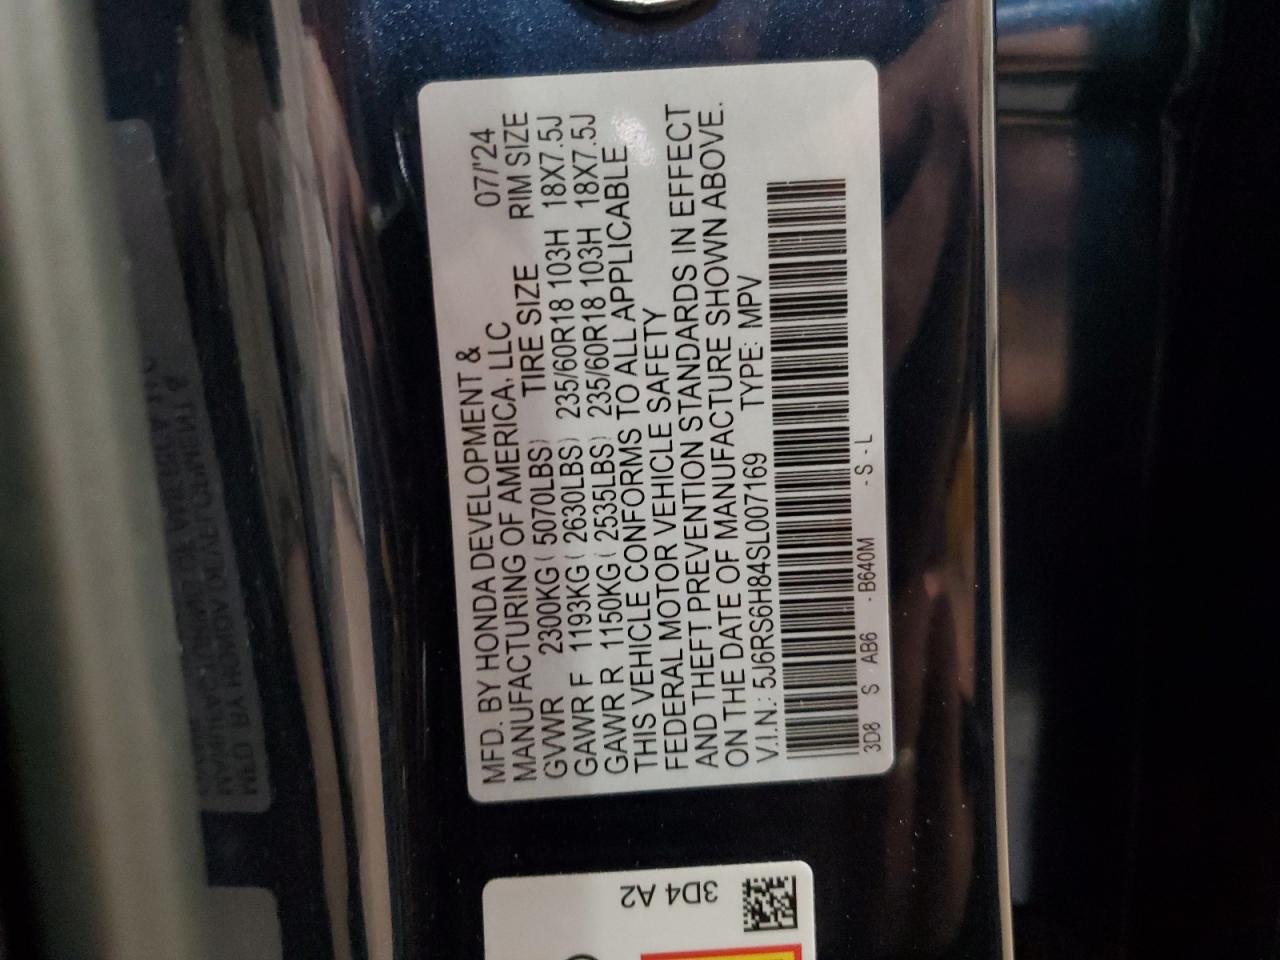 MFD. BY HONDA DEVELOPMENT &
MANUFACTURING OF AMERICA, LLC 07/'24
TIRE SIZE RIM SIZE
GVWR 2300KG ( 5070LBS)
GAWR F 1193KG ( 2630LBS) 235/60R18 103H 18X7.5J
GAWR R 1150KG ( 2535LBS) 235/60R18 103H 18X7.5J
THIS VEHICLE CONFORMS TO ALL APPLICABLE
FEDERAL MOTOR VEHICLE SAFETY
AND THEFT PREVENTION STANDARDS IN EFFECT
ON THE DATE OF MANUFACTURE SHOWN ABOVE.
V.I.N.: 5J6RS6H84SL007169 TYPE: MPV
3D8 S AB6 - B640M - S - L
3D4 A2